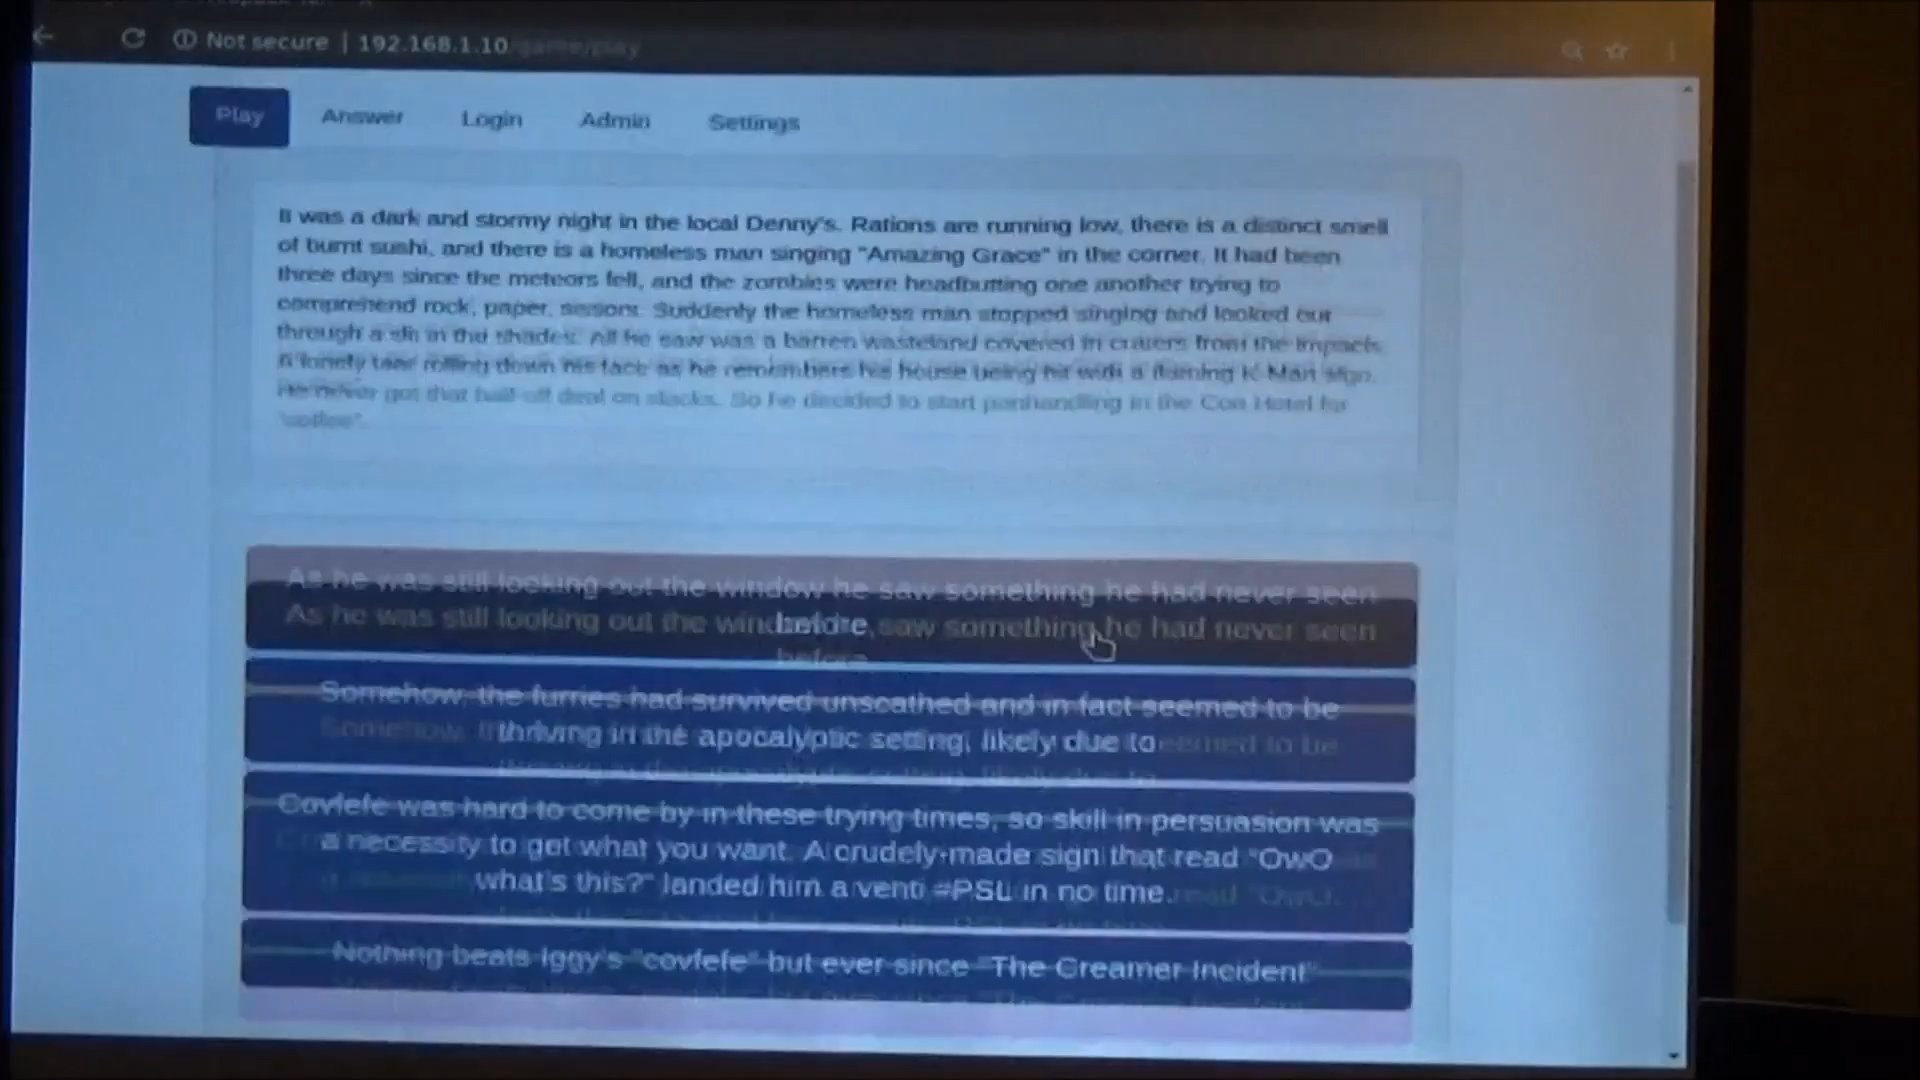 Not secure | 192.168.1.10/game/play
Play Answer Login Admin Settings
It was a dark and stormy night in the local Denny's. Rations are running low, there is a distinct smell
of burnt sushi, and there is a homeless man singing "Amazing Grace" in the corner. It had been
three days since the meteors fell, and the zombies were headbutting one another trying to
comprehend rock, paper, Suddenly the homeless man stopped singing and looked out
through a slit in the shades. All he saw was a barren wasteland covered in craters from the impacts.
A lonely tear rolling down his face as he remembers his house being hit with a flaming K-Mart sign.
He never got that half-off deal on slacks. So he decided to start panhandling in the Con Hotel for
As he was still looking out the window he saw something he had never seen
before,
Somehow, the furries had survived unscathed and in fact seemed to be
thriving in the apocalyptic setting, likely due to
Covfefe was hard to come by in these trying times, so skill in persuasion was
a necessity to get what you want. A crudely-made sign that read "OwO
what's this?" landed him a venti #PSL in no time.
Nothing beats Iggy's "covfefe" but ever since "The Creamer Incident"